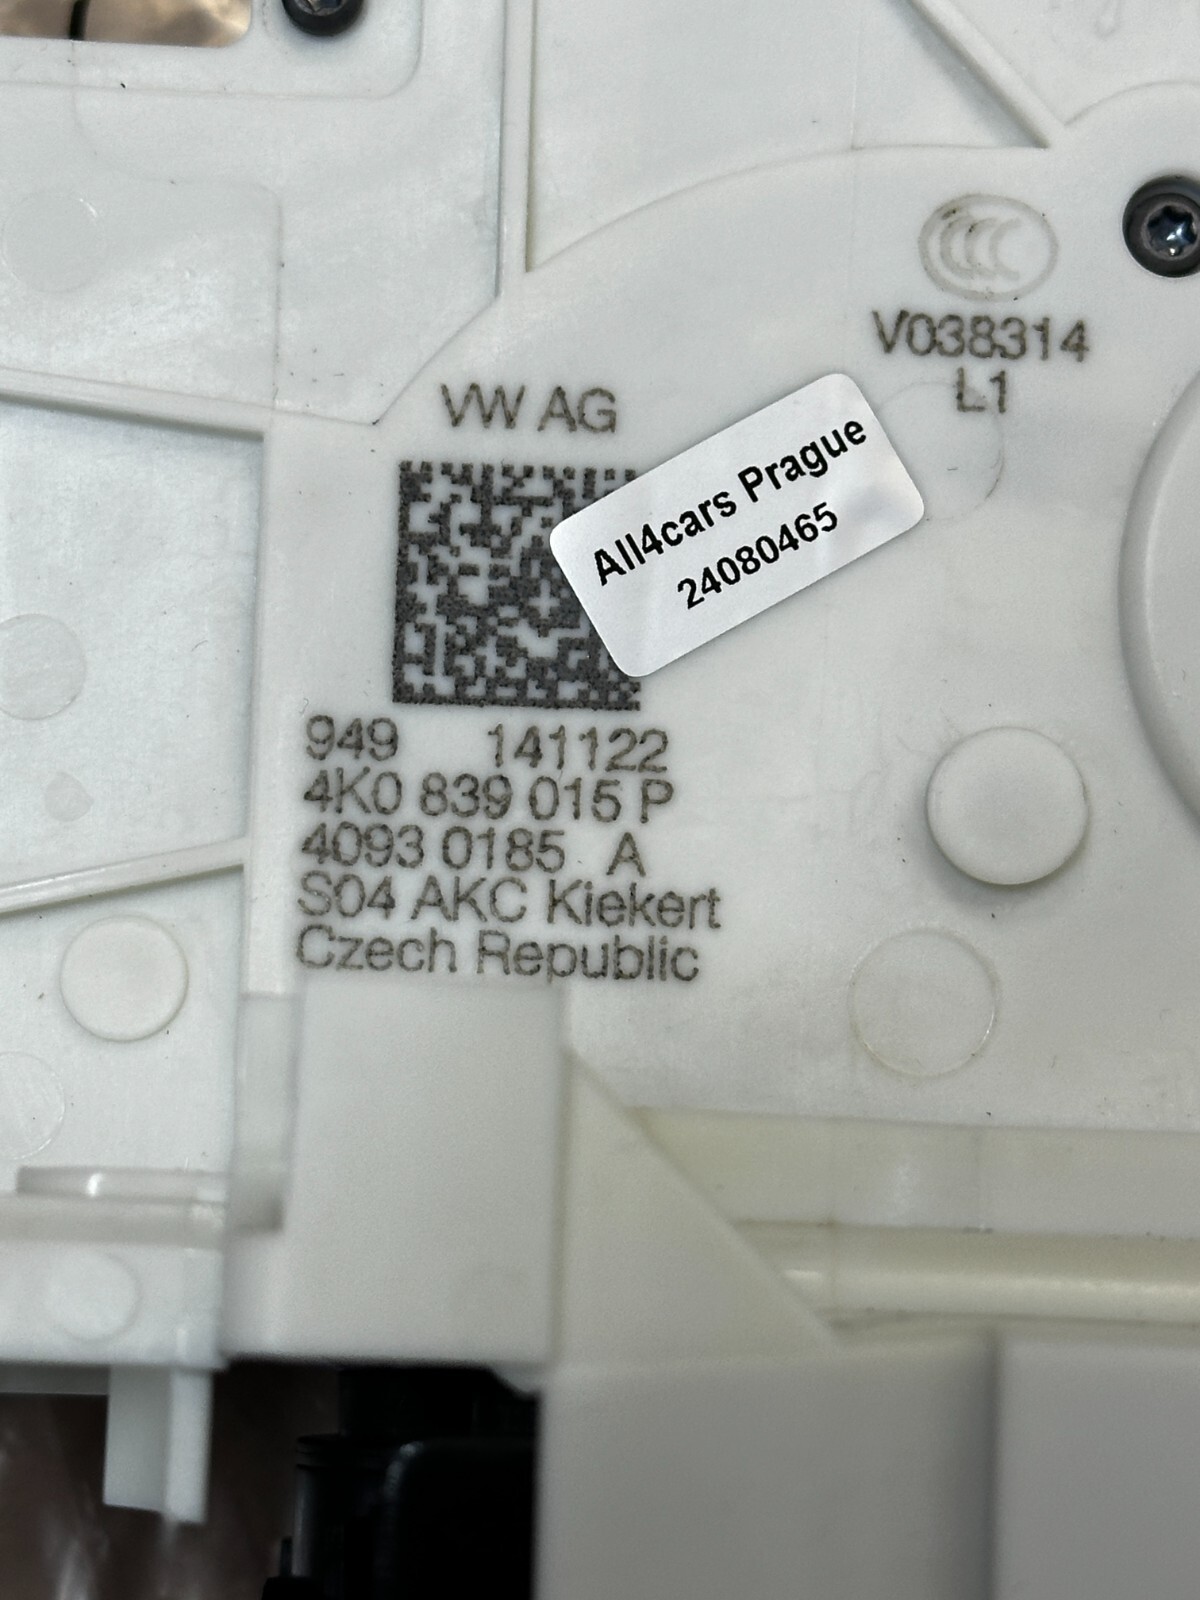 V038314
L1
VW AG
All4cars Prague
24080465
949 141122
4K0 839 015 P
4093 0185 A
S04 AKC Kiekert
Czech Republic